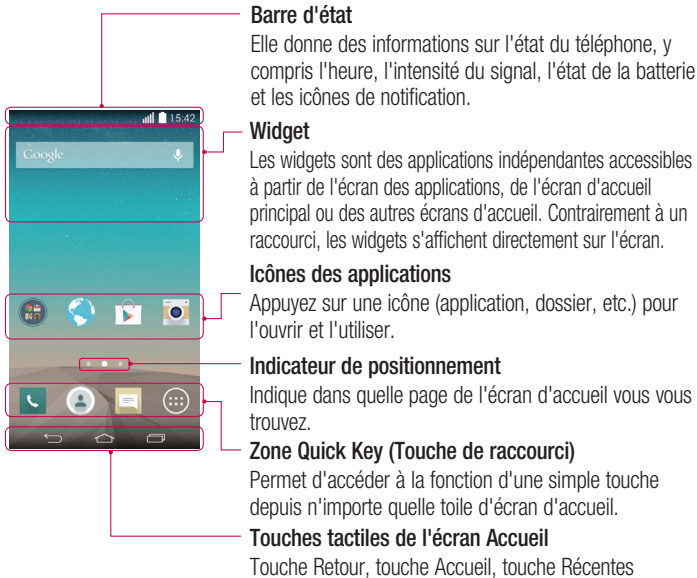 Barre d'état
Elle donne des informations sur l'état du téléphone, y
compris l'heure, l'intensité du signal, l'état de la batterie
et les icônes de notification.
15:42
Google
Widget
Les widgets sont des applications indépendantes accessibles
à partir de l'écran des applications, de l'écran d'accueil
principal ou des autres écrans d'accueil. Contrairement à un
raccourci, les widgets s'affichent directement sur l'écran.
Icônes des applications
Appuyez sur une icône (application, dossier, etc.) pour
l'ouvrir et l'utiliser.
Indicateur de positionnement
Indique dans quelle page de l'écran d'accueil vous vous
trouvez.
Zone Quick Key (Touche de raccourci)
Permet d'accéder à la fonction d'une simple touche
depuis n'importe quelle toile d'écran d'accueil.
Touches tactiles de l'écran Accueil
Touche Retour, touche Accueil, touche Récentes